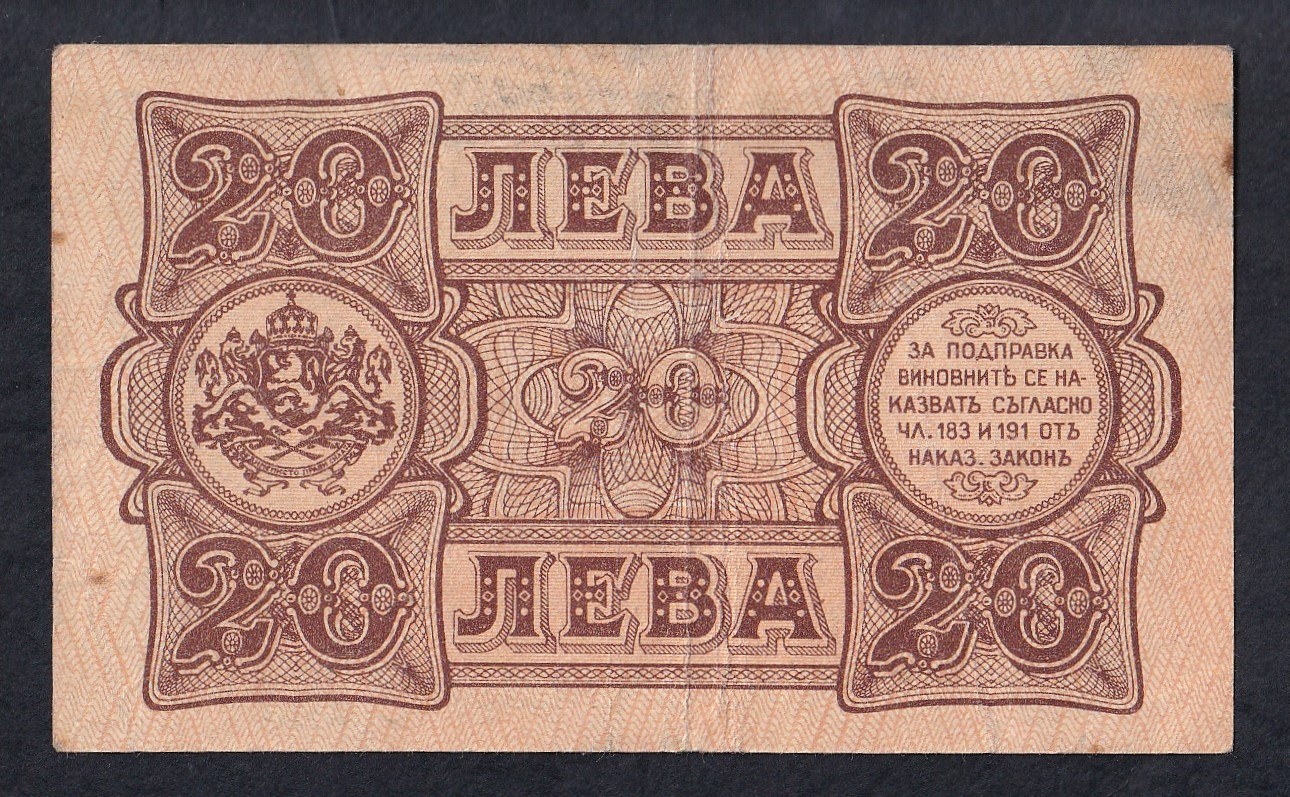 20 ЛЕВА 20
ЗА ПОДПРАВКА
ВИНОВНИТѢ СЕ НА-
КАЗВАТЪ СЪГЛАСНО
ЧЛ. 183 И 191 ОТЪ
НАКАЗ. ЗАКОНЪ
20
20 ЛЕВА 20